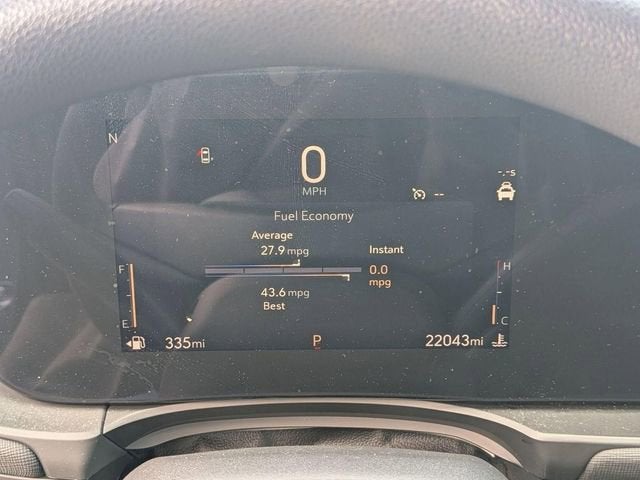 N
0
MPH
-.-s
--
Fuel Economy
Average
27.9 mpg
Instant
0.0
mpg
43.6 mpg
Best
F
E
H
C
335mi
P
22043mi